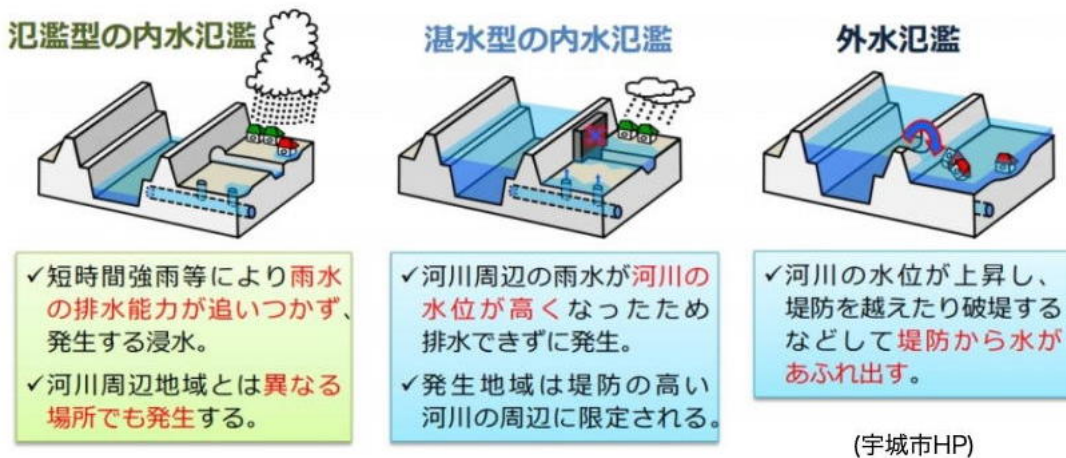 氾濫型の内水氾濫
✓短時間強雨等により雨水
の排水能力が追いつかず、
発生する浸水。
✓河川周辺地域とは異なる
場所でも発生する。
湛水型の内水氾濫
✓河川周辺の雨水が河川の
水位が高くなったため
排水できずに発生。
✓発生地域は堤防の高い
河川の周辺に限定される。
外水氾濫
✓河川の水位が上昇し、
堤防を越えたり破堤する
などして堤防から水が
あふれ出す。
(宇城市HP)